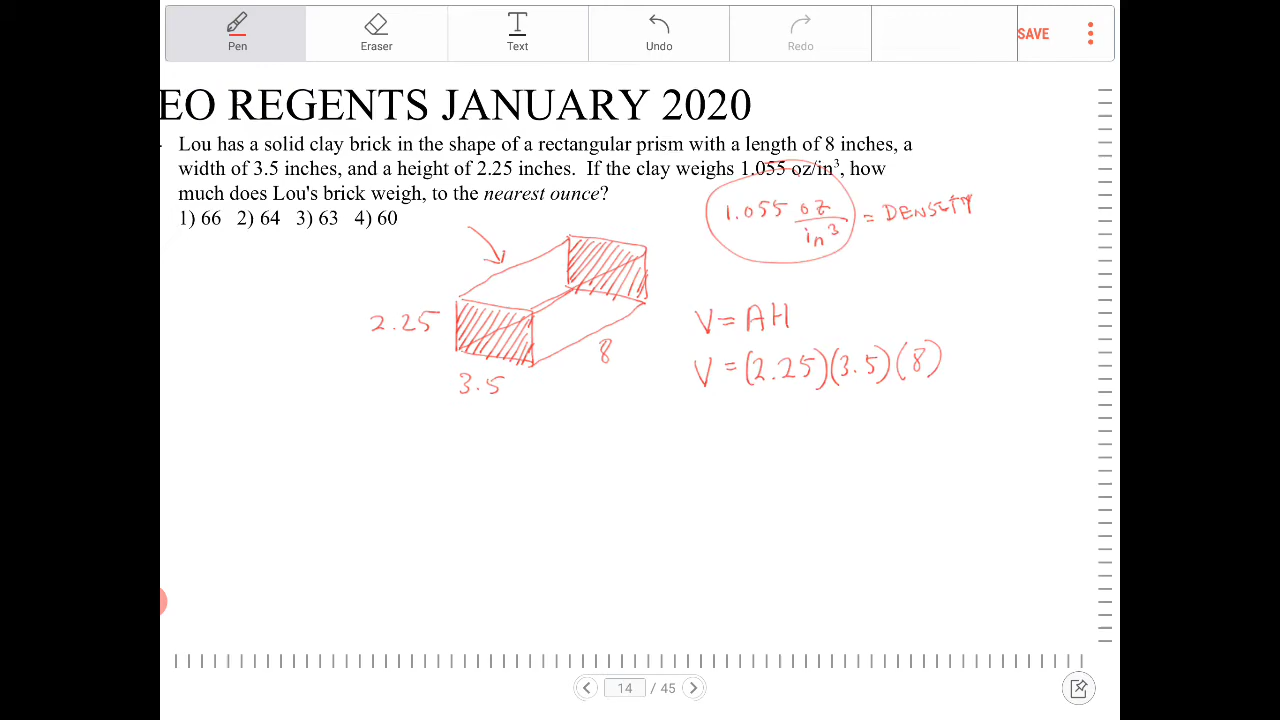 Pen Eraser Text Undo Redo SAVE
EO REGENTS JANUARY 2020
Lou has a solid clay brick in the shape of a rectangular prism with a length of 8 inches, a
width of 3.5 inches, and a height of 2.25 inches. If the clay weighs 1.055 oz/in³, how
much does Lou's brick weigh, to the nearest ounce?
1) 66 2) 64 3) 63 4) 60
1.055 oz/in³ = DENSITY
2.25
3.5
8
V = AH
V = (2.25)(3.5)(8)
14 / 45